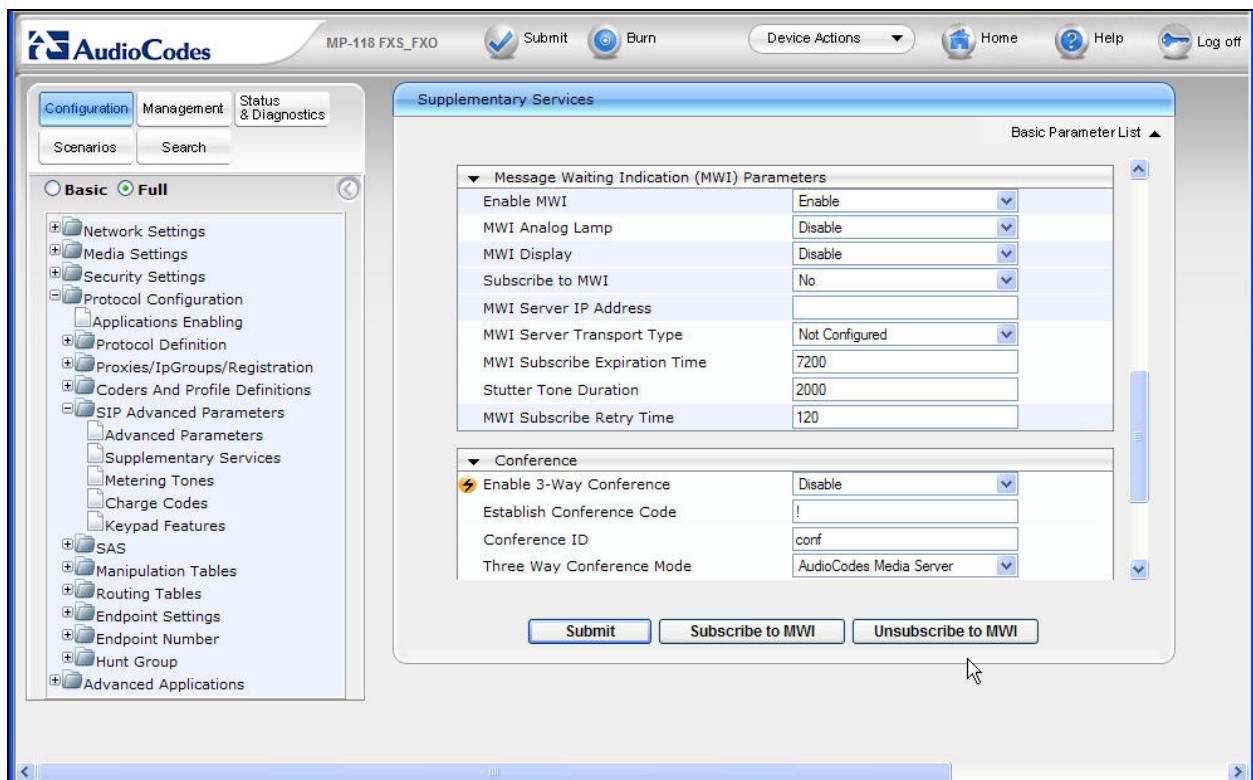 AudioCodes
MP-118 FXS_FXO
Submit
Burn
Device Actions
Home
Help
Log off
Configuration
Management
Status
& Diagnostics
Scenarios
Search
Basic
Full
Network Settings
Media Settings
Security Settings
Protocol Configuration
Applications Enabling
Protocol Definition
Proxies/IpGroups/Registration
Coders And Profile Definitions
SIP Advanced Parameters
Advanced Parameters
Supplementary Services
Metering Tones
Charge Codes
Keypad Features
SAS
Manipulation Tables
Routing Tables
Endpoint Settings
Endpoint Number
Hunt Group
Advanced Applications
Supplementary Services
Basic Parameter List
Message Waiting Indication (MWI) Parameters
Enable MWI Enable
MWI Analog Lamp Disable
MWI Display Disable
Subscribe to MWI No
MWI Server IP Address
MWI Server Transport Type Not Configured
MWI Subscribe Expiration Time 7200
Stutter Tone Duration 2000
MWI Subscribe Retry Time 120
Conference
Enable 3-Way Conference Disable
Establish Conference Code !
Conference ID conf
Three Way Conference Mode AudioCodes Media Server
Submit
Subscribe to MWI
Unsubscribe to MWI